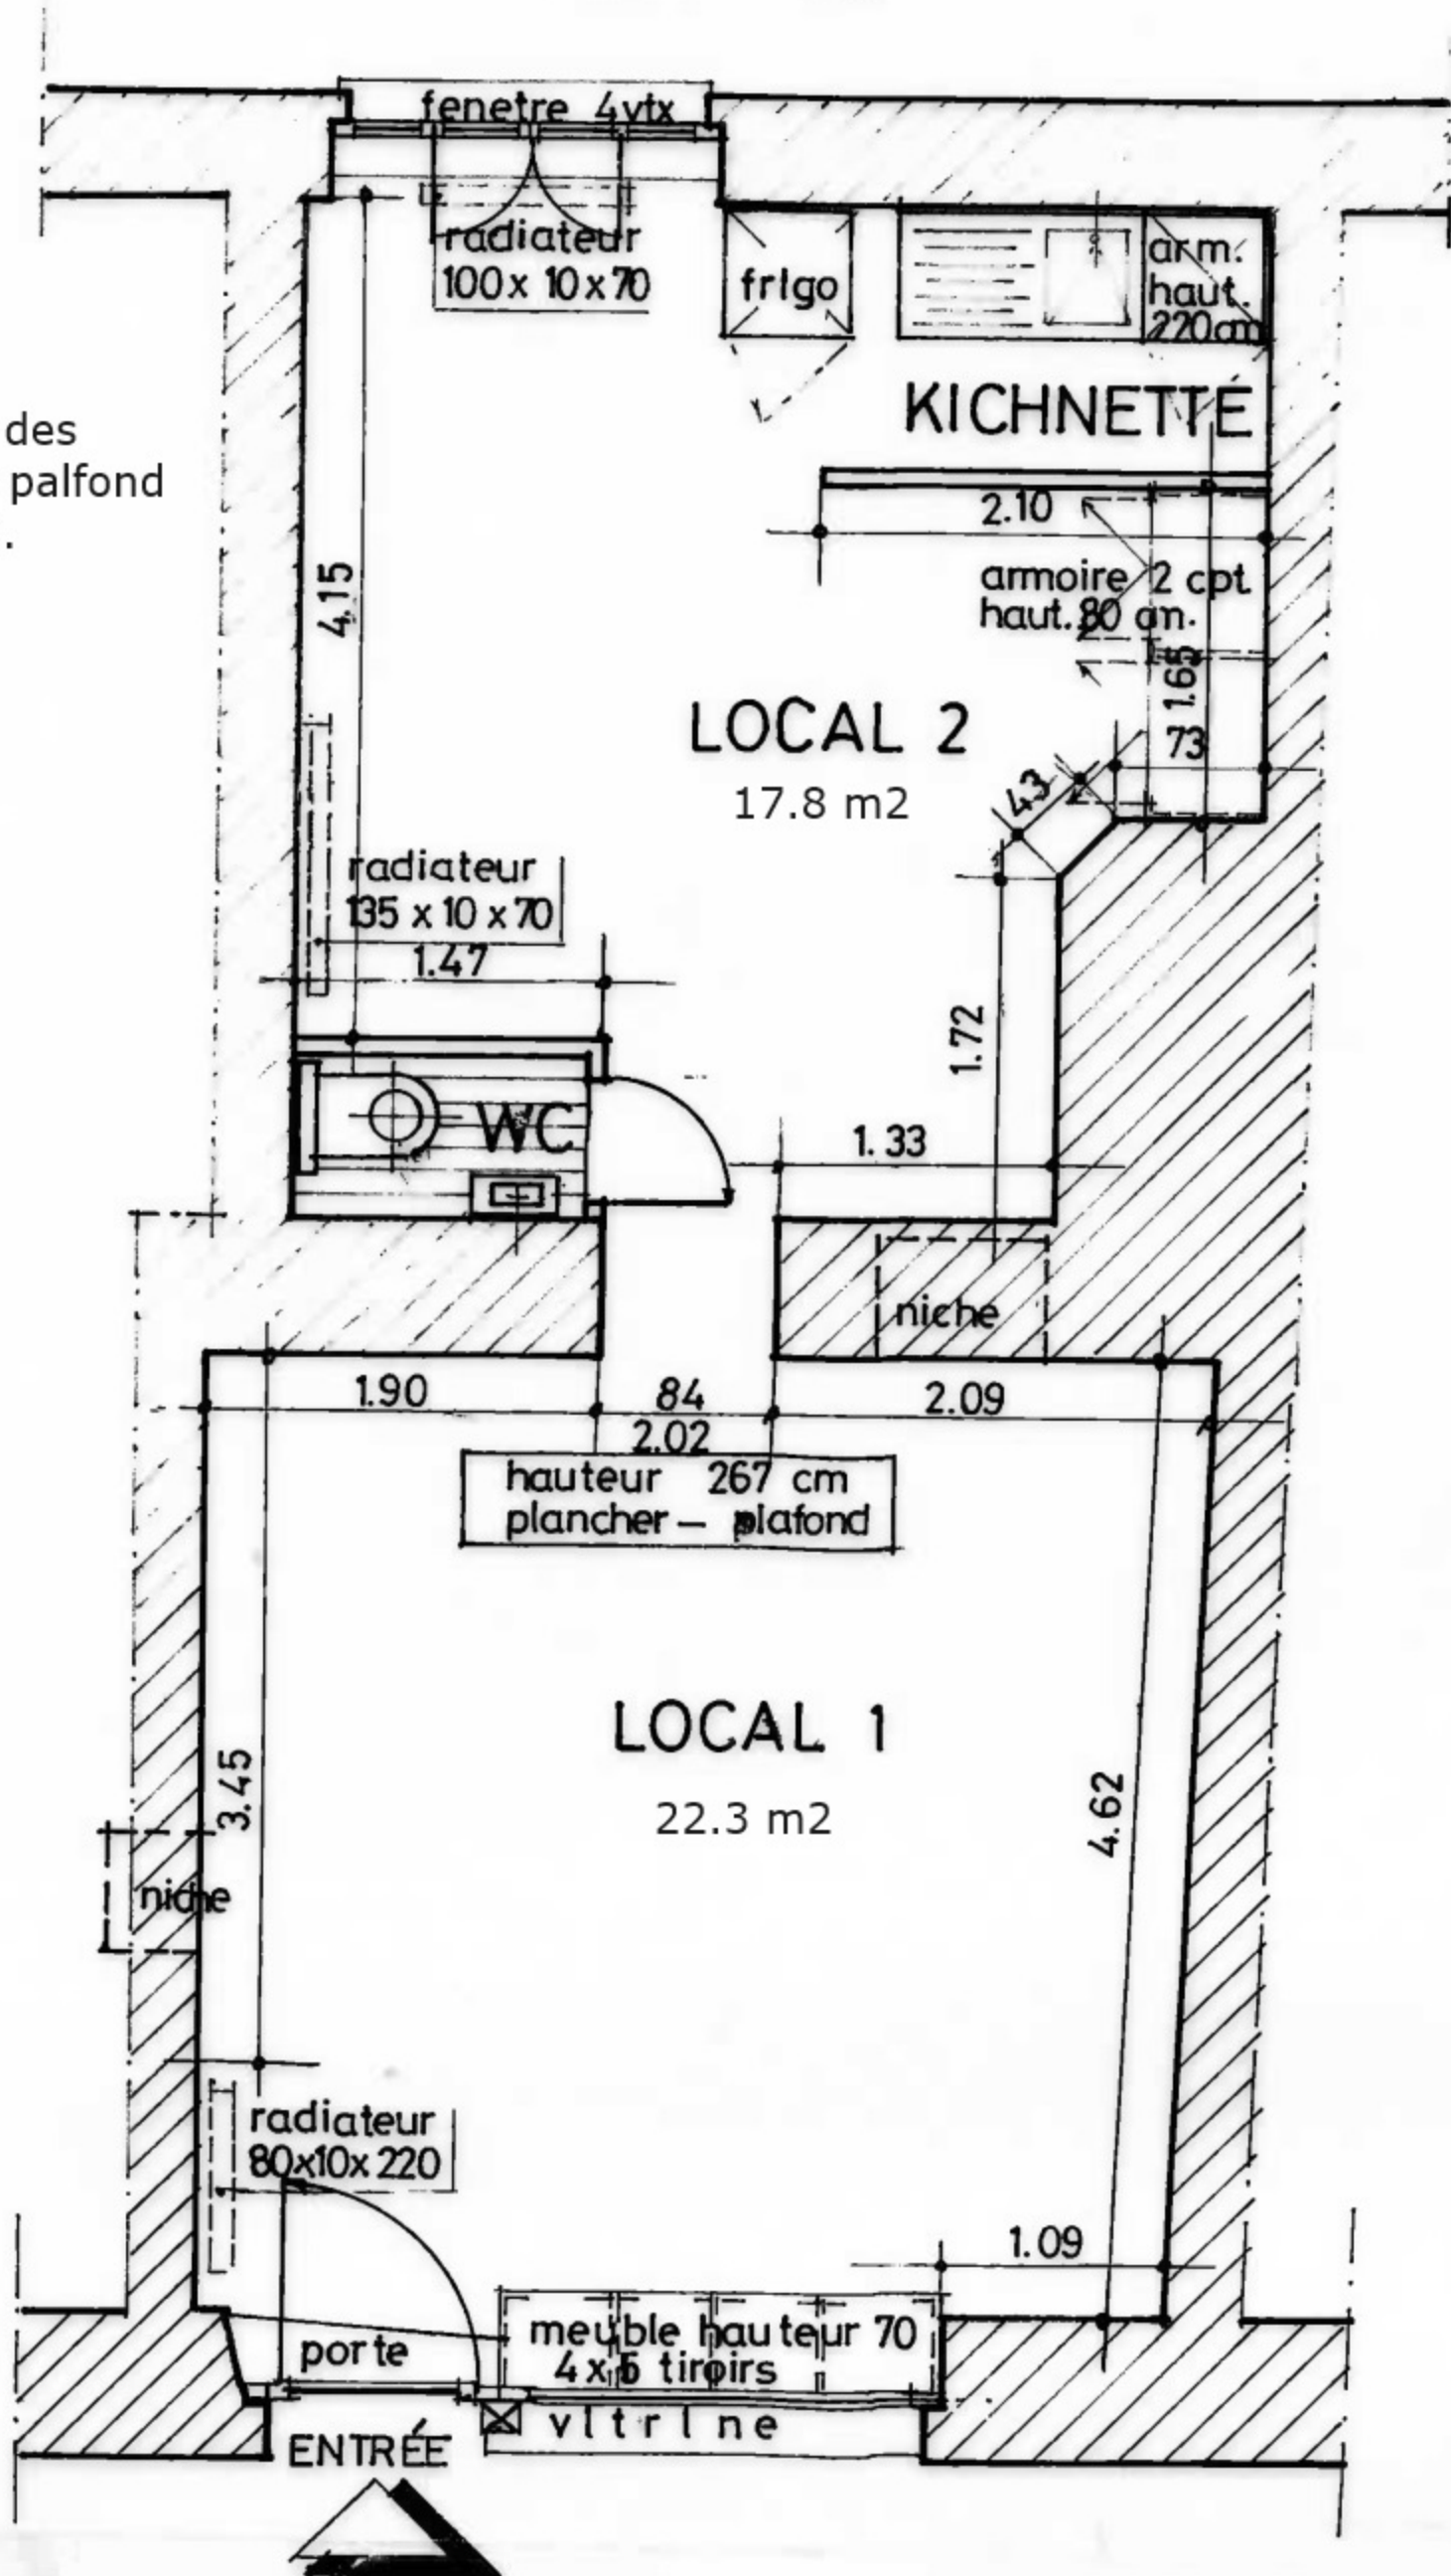 fenetre 4vtx
radiateur
100x 10x70
frigo
arm.
haut.
220cm
KICHNETTE
des
palfond
.
2.10
armoire 2 cpt.
haut. 80 cm.
4.15
1.65
73
LOCAL 2
17.8 m2
43
radiateur
135 x 10 x 70
1.47
1.72
WC
1.33
niche
1.90
84
2.09
2.02
hauteur 267 cm
plancher – plafond
LOCAL 1
22.3 m2
3.45
4.62
niche
radiateur
80x10x 220
1.09
porte
meuble hauteur 70
4x5 tiroirs
vitrine
ENTRÉE